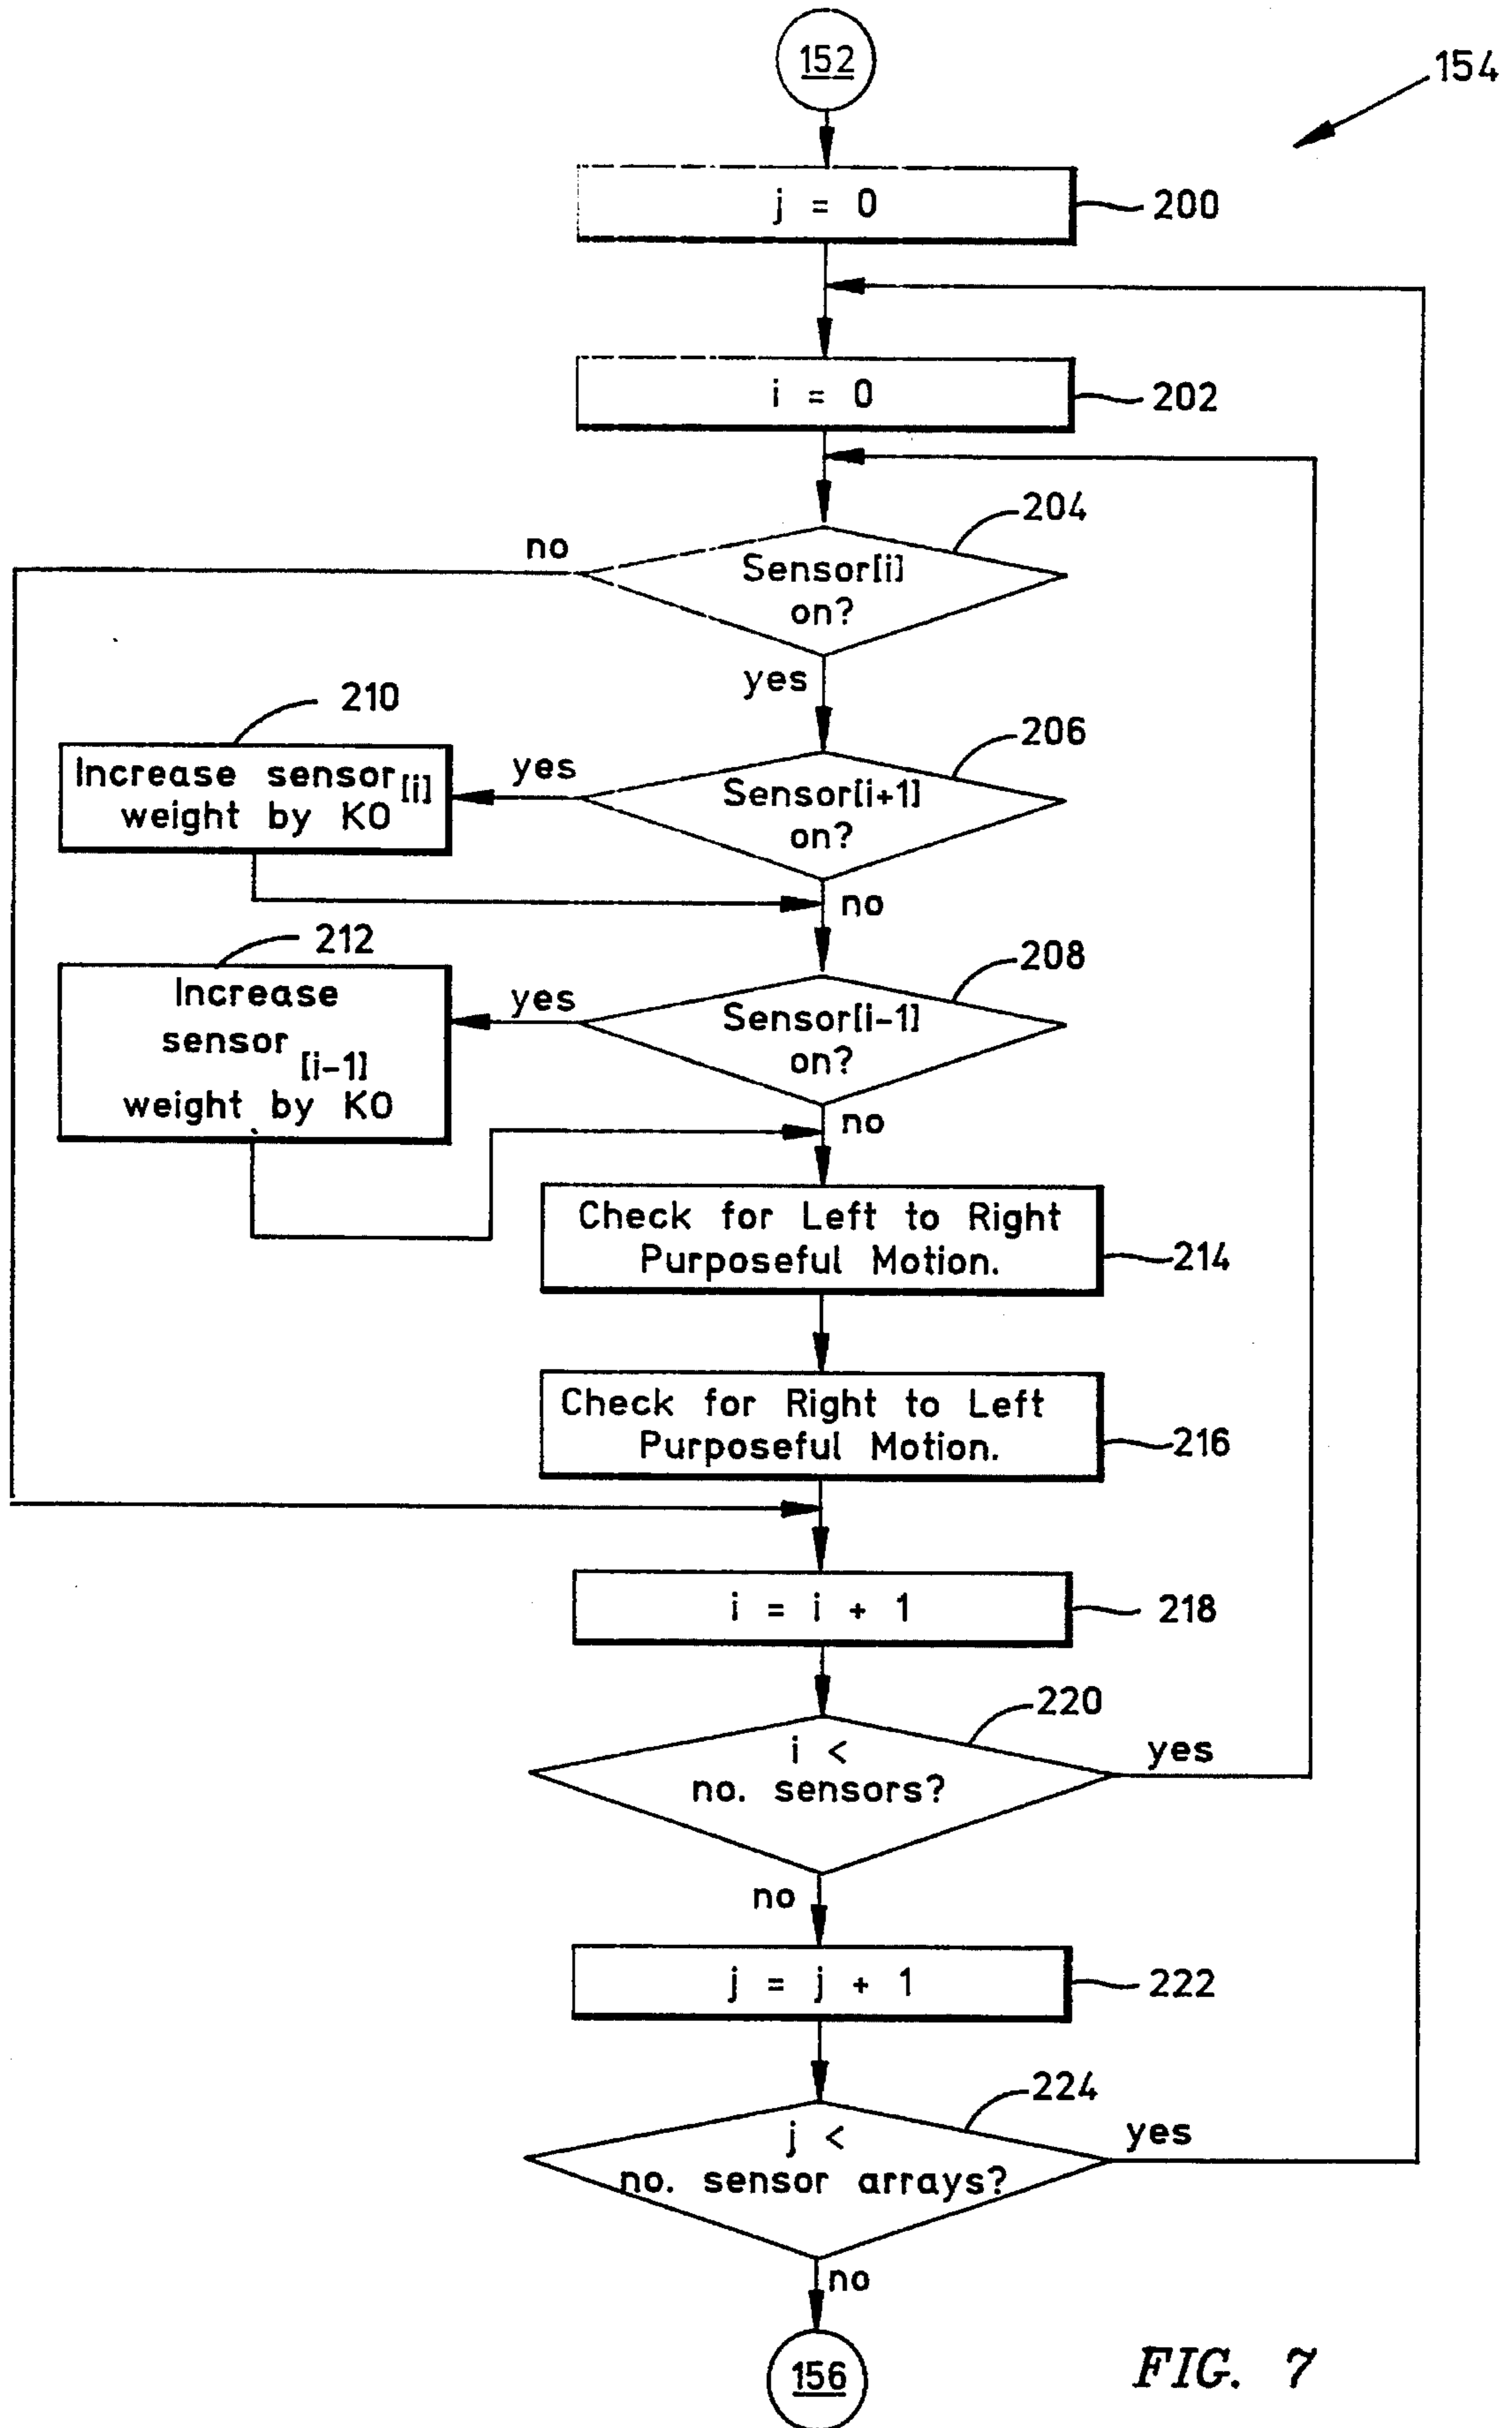 152
154
j = 0
200
i = 0
202
204
no
Sensor[i]
on?
yes
210
206
Increase sensor[i]
weight by K0
yes
Sensor[i+1]
on?
no
212
208
Increase
sensor
[i-1]
weight by K0
yes
Sensor[i-1]
on?
no
Check for Left to Right
Purposeful Motion.
214
Check for Right to Left
Purposeful Motion.
216
i = i + 1
218
220
i <
no. sensors?
yes
no
j = j + 1
222
224
j <
no. sensor arrays?
yes
no
156
FIG. 7